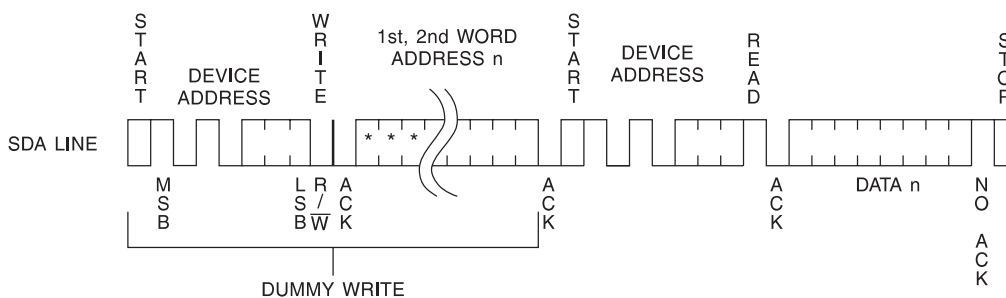 START
WRITE
1st, 2nd WORD
ADDRESS n
START
DEVICE
ADDRESS
READ
STOP
DEVICE
ADDRESS
SDA LINE
* * *
MSB
LSB
R/W
ACK
ACK
ACK
DATA n
NO ACK
DUMMY WRITE